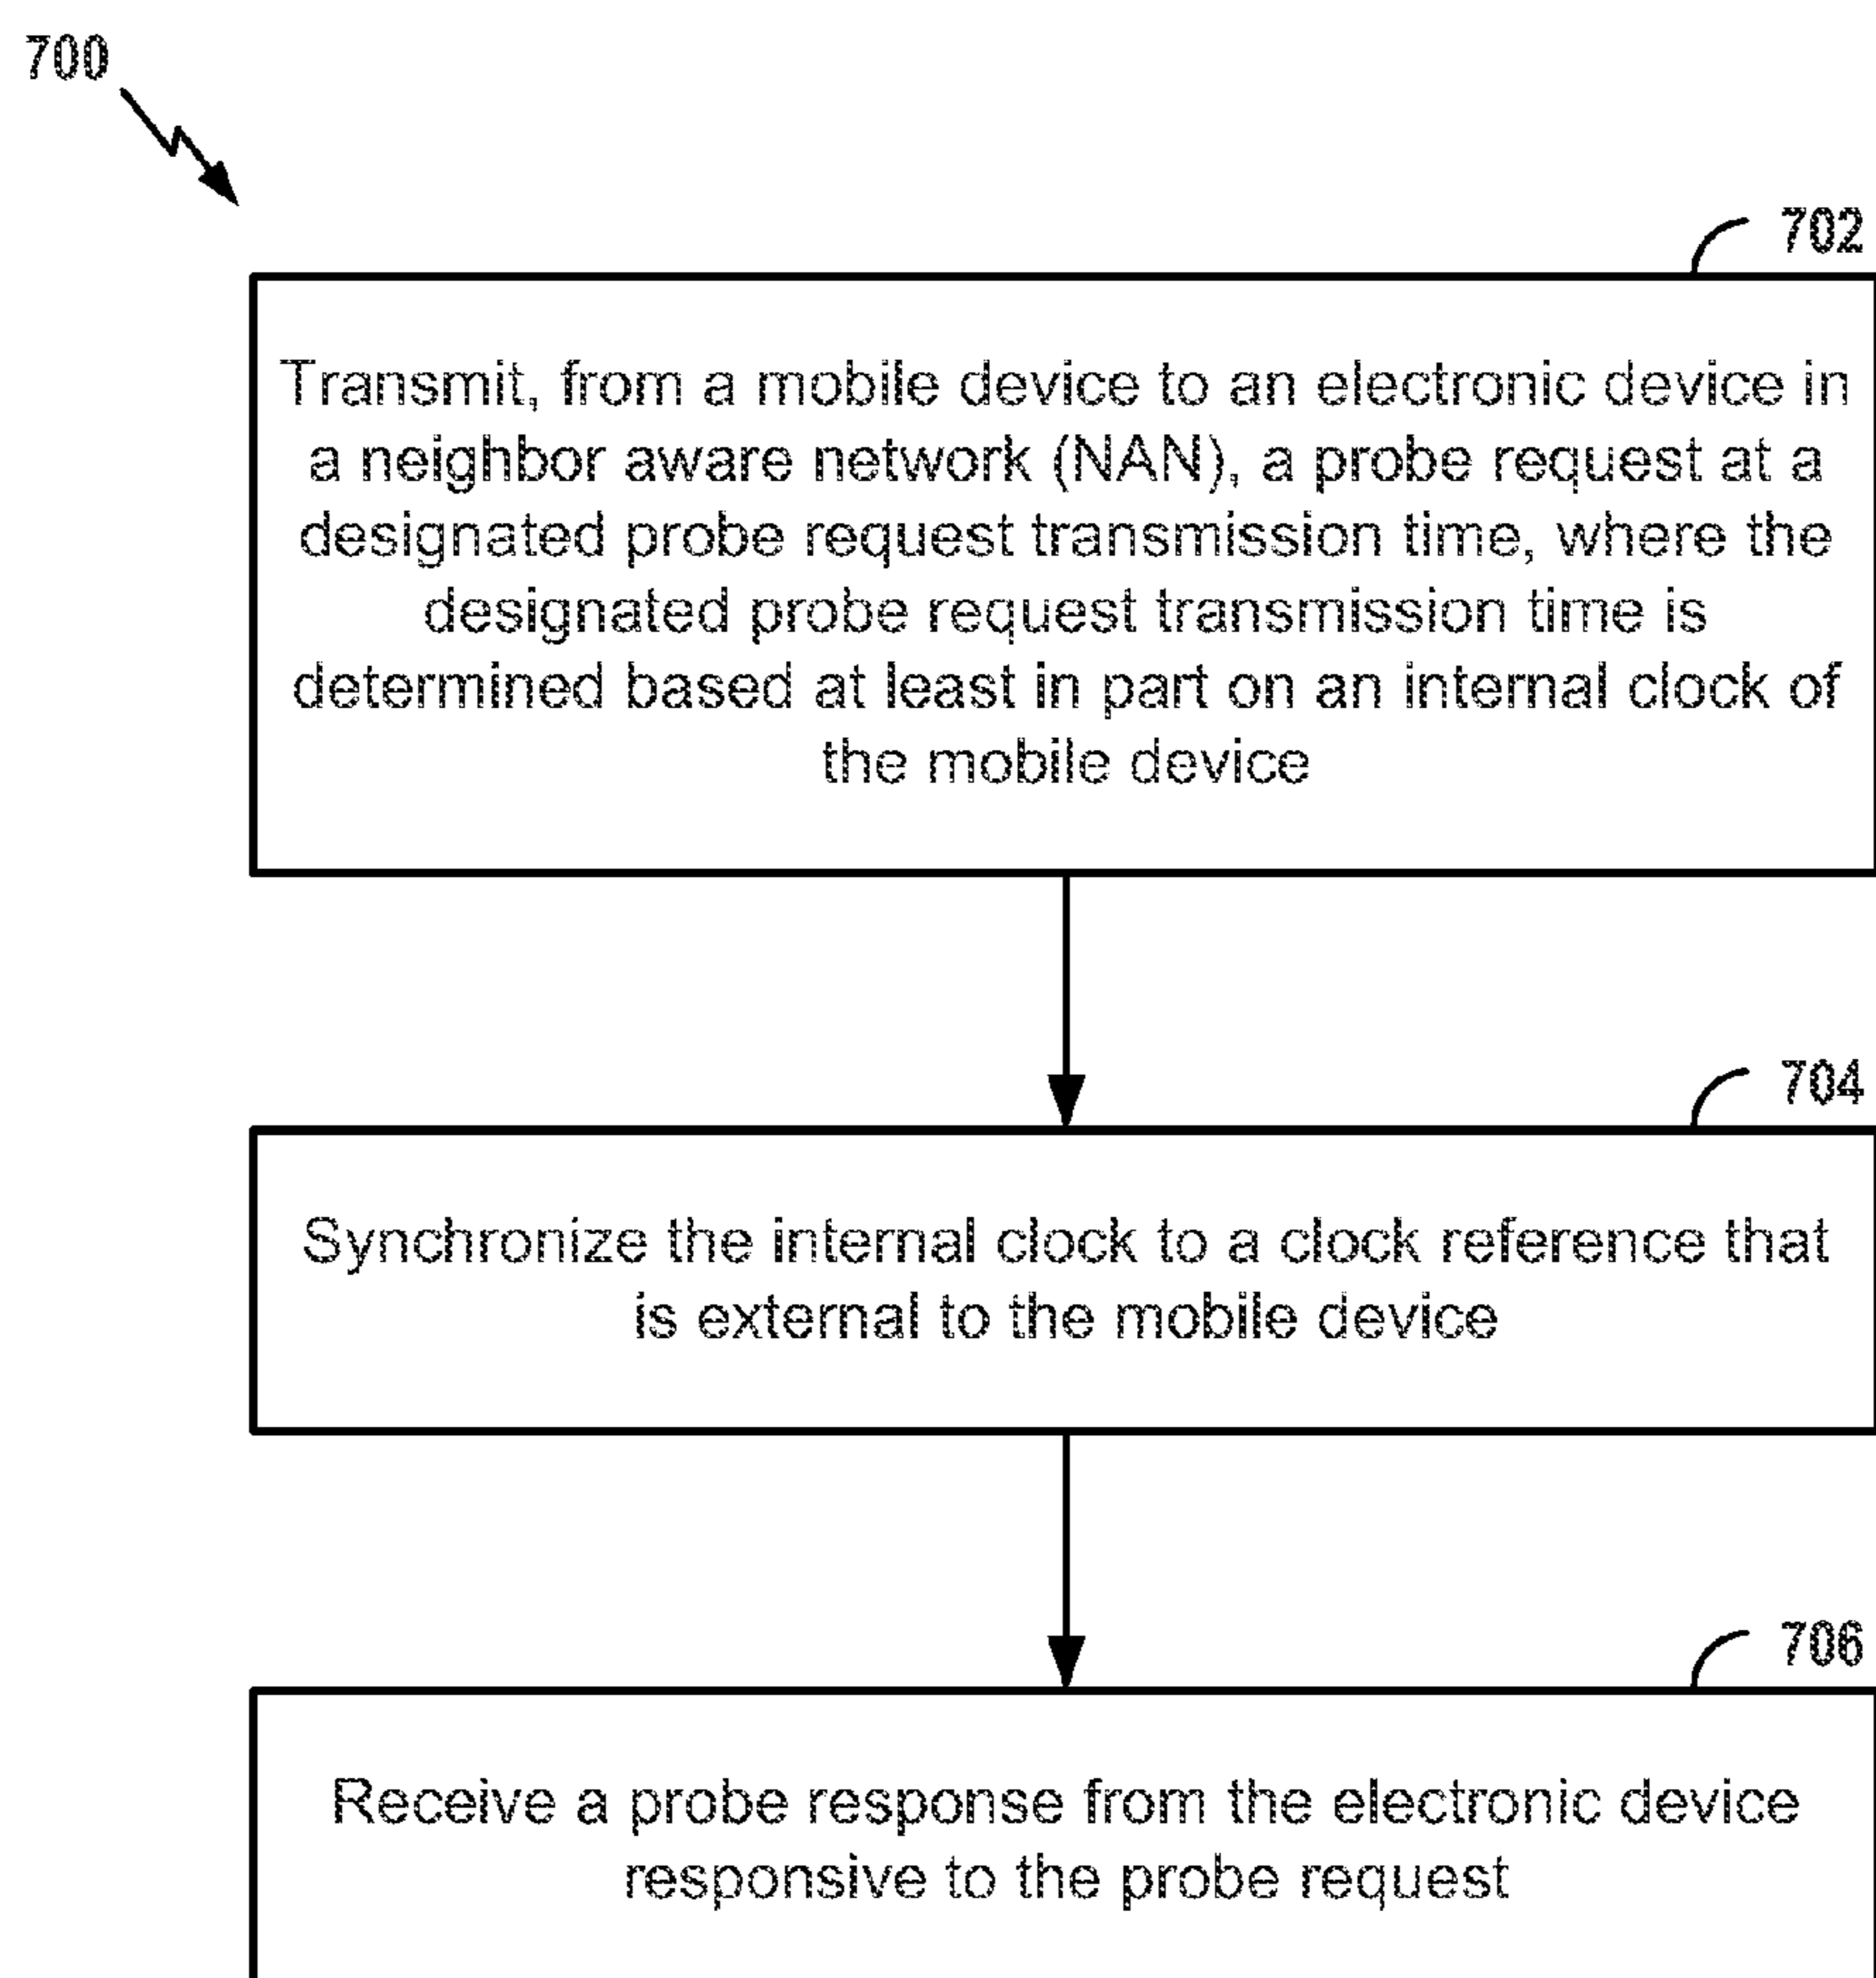 700
702
Transmit, from a mobile device to an electronic device in
a neighbor aware network (NAN), a probe request at a
designated probe request transmission time, where the
designated probe request transmission time is
determined based at least in part on an internal clock of
the mobile device
704
Synchronize the internal clock to a clock reference that
is external to the mobile device
706
Receive a probe response from the electronic device
responsive to the probe request